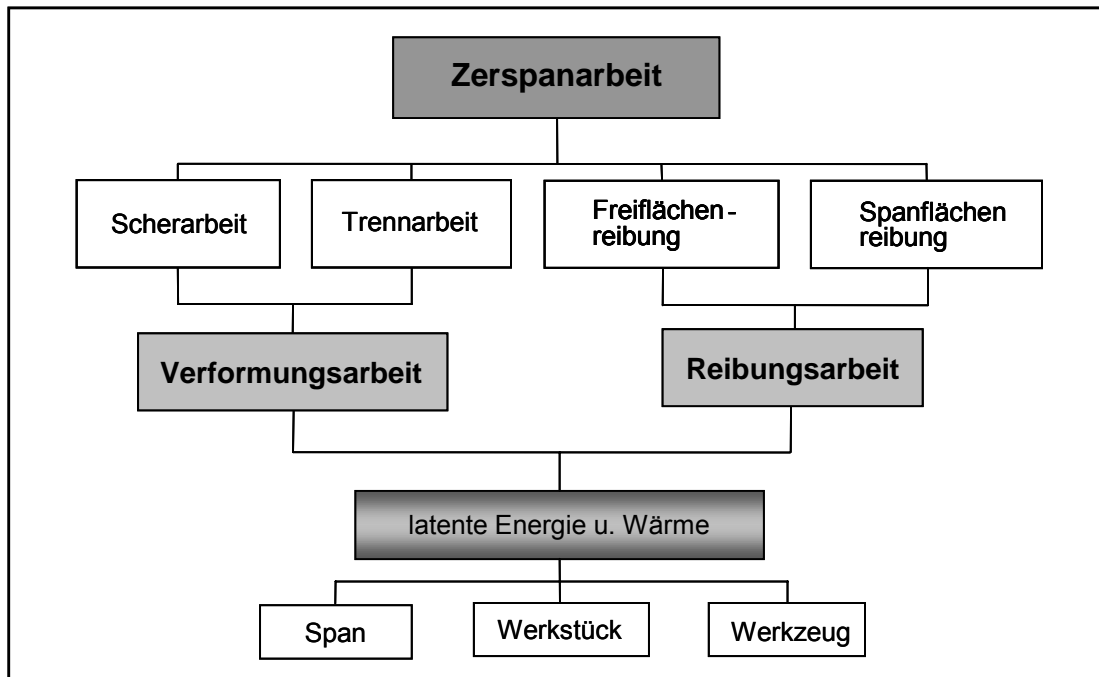 Zerspanarbeit
Scherarbeit
Trennarbeit
Freiflächen-
reibung
Spanflächen
reibung
Verformungsarbeit
Reibungsarbeit
latente Energie u. Wärme
Span
Werkstück
Werkzeug